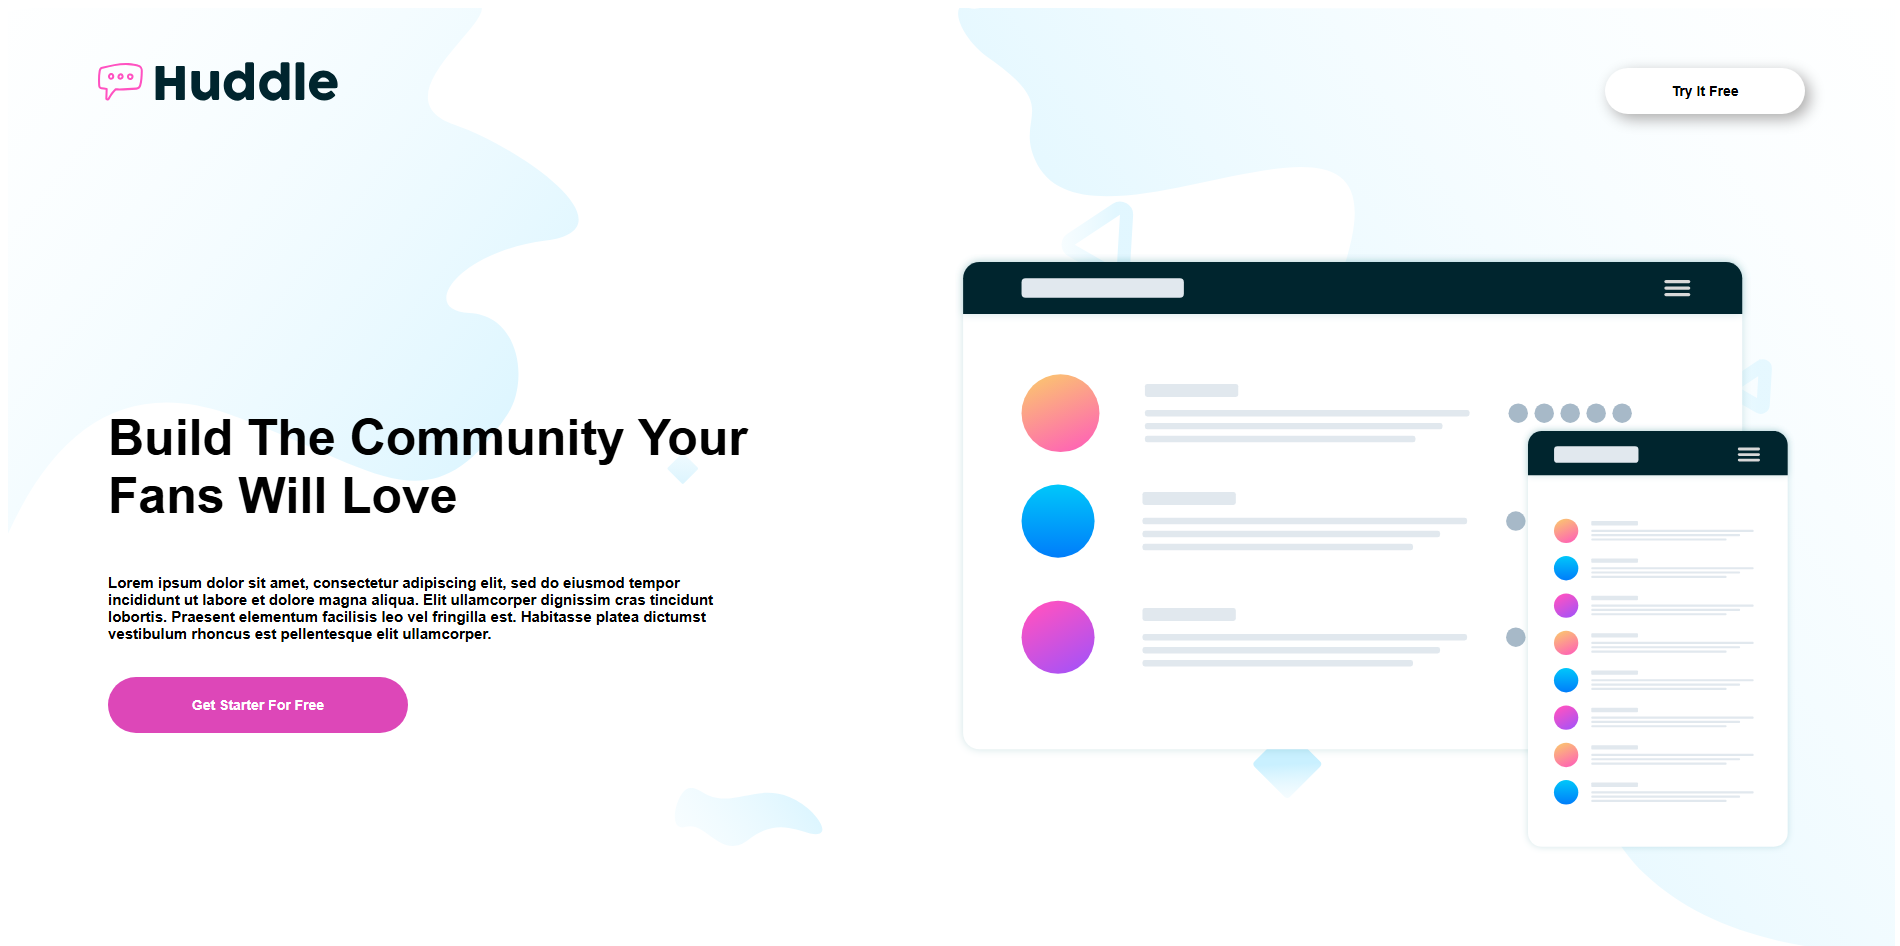 Huddle
Try It Free
Build The Community Your
Fans Will Love
Lorem ipsum dolor sit amet, consectetur adipiscing elit, sed do eiusmod tempor
incididunt ut labore et dolore magna aliqua. Elit ullamcorper dignissim cras tincidunt
lobortis. Praesent elementum facilisis leo vel fringilla est. Habitasse platea dictumst
vestibulum rhoncus est pellentesque elit ullamcorper.
Get Starter For Free